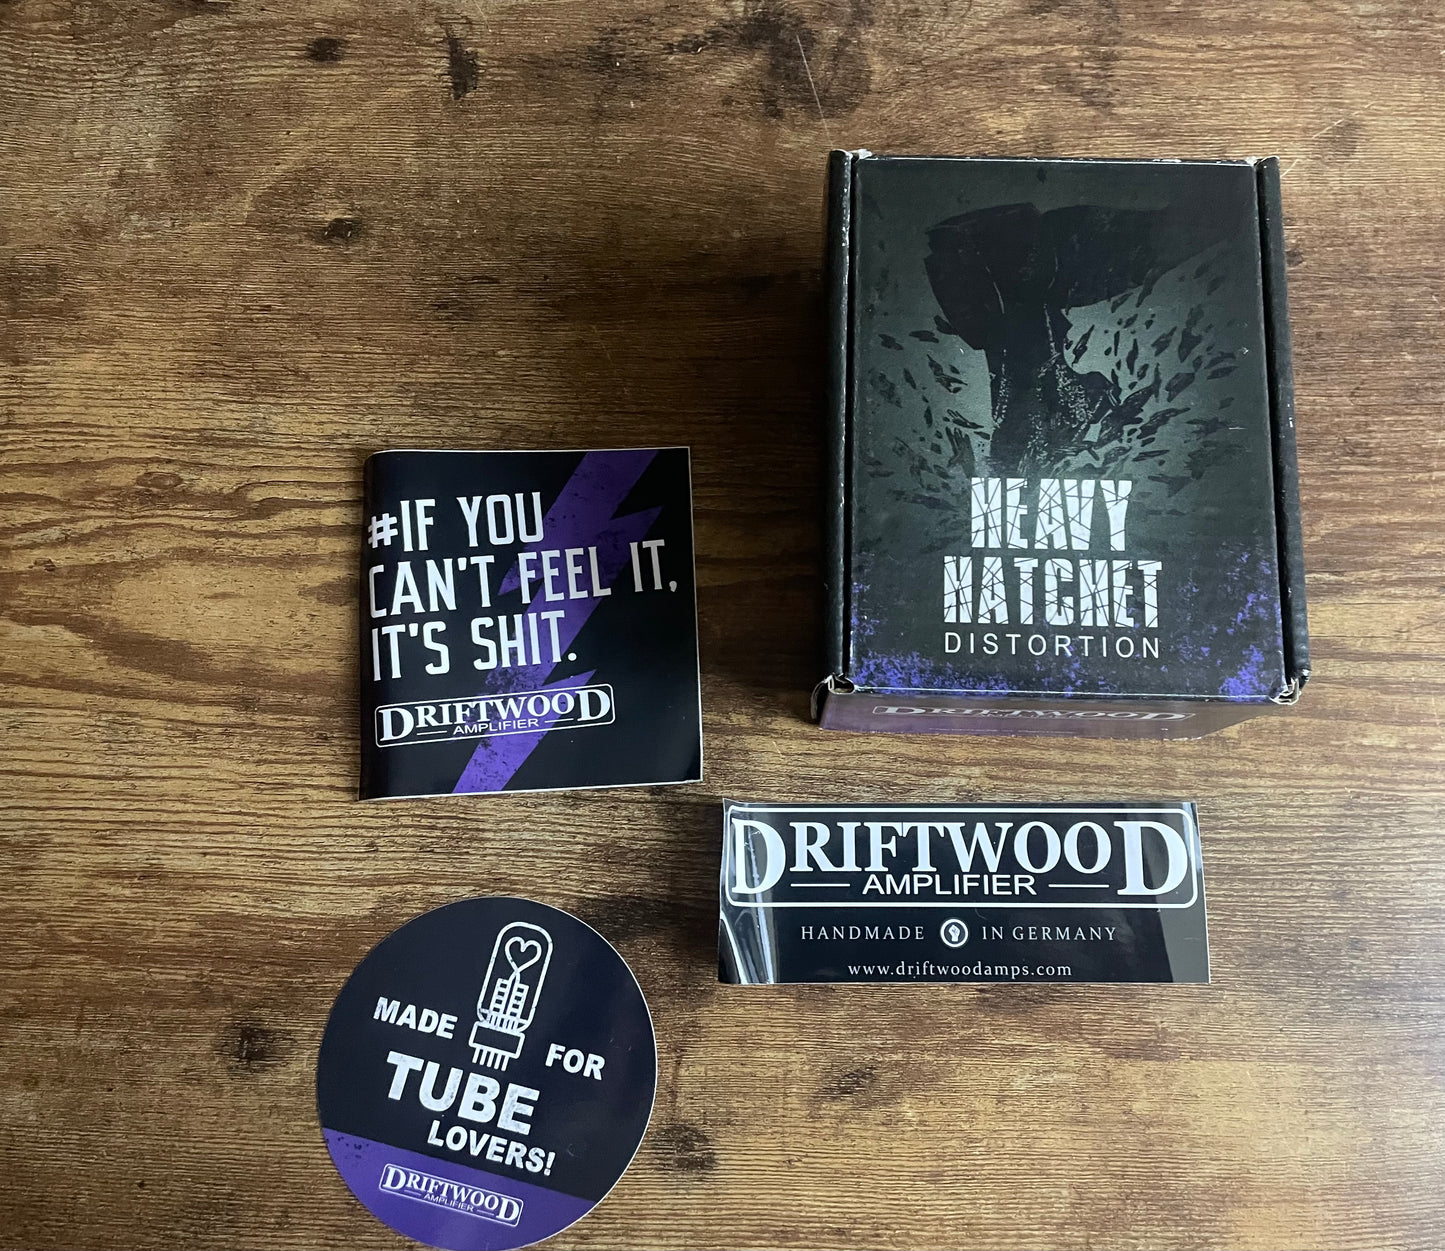 HEAVY
HATCHET
DISTORTION
DRIFTWOOD
#IF YOU
CAN'T FEEL IT,
IT'S SHIT.
DRIFTWOOD
AMPLIFIER
DRIFTWOOD
AMPLIFIER
HANDMADE IN GERMANY
www.driftwoodamps.com
MADE FOR
TUBE
LOVERS!
DRIFTWOOD
AMPLIFIER